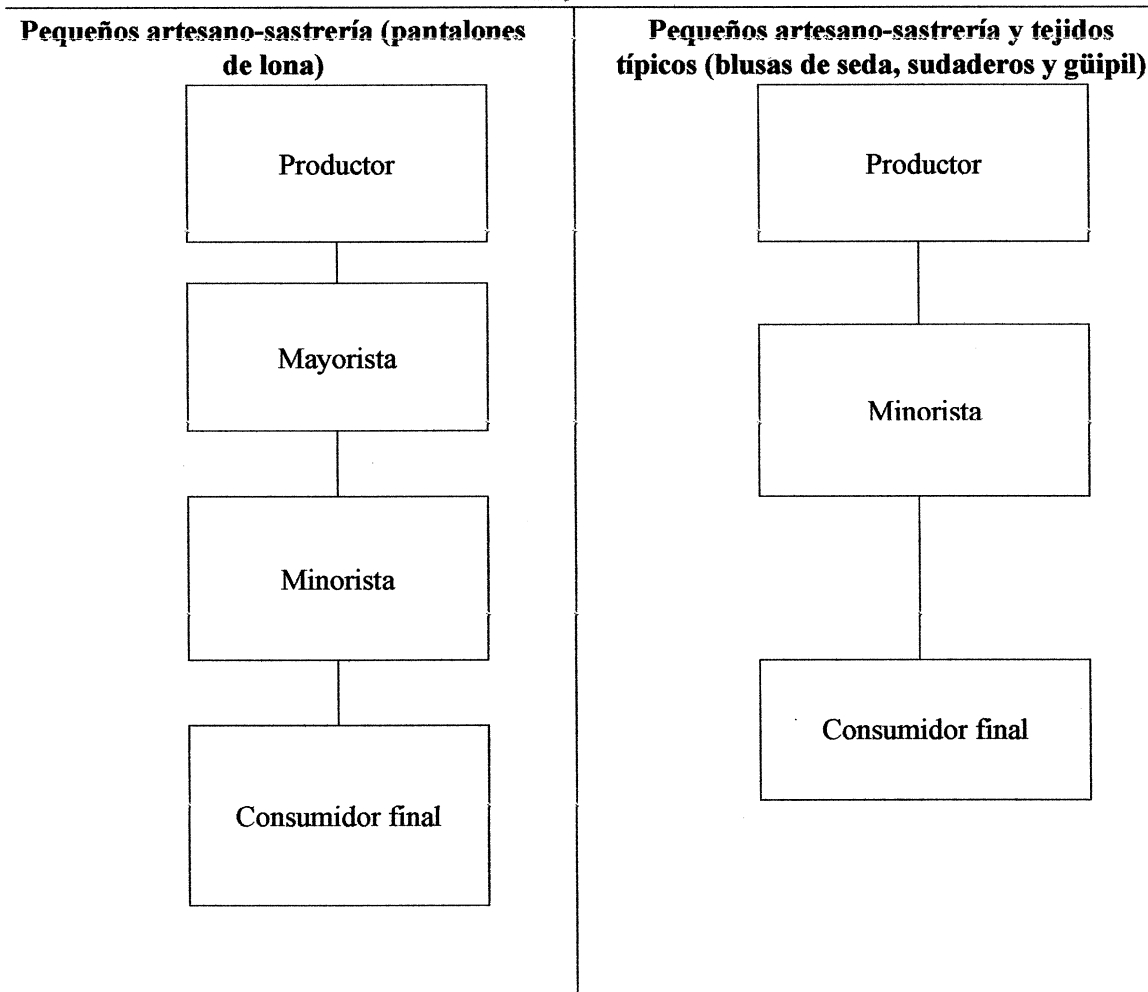 Pequeños artesano-sastrería (pantalones
de lona)
Productor
Mayorista
Minorista
Consumidor final
Pequeños artesano-sastrería y tejidos
típicos (blusas de seda, sudaderos y güipil)
Productor
Minorista
Consumidor final